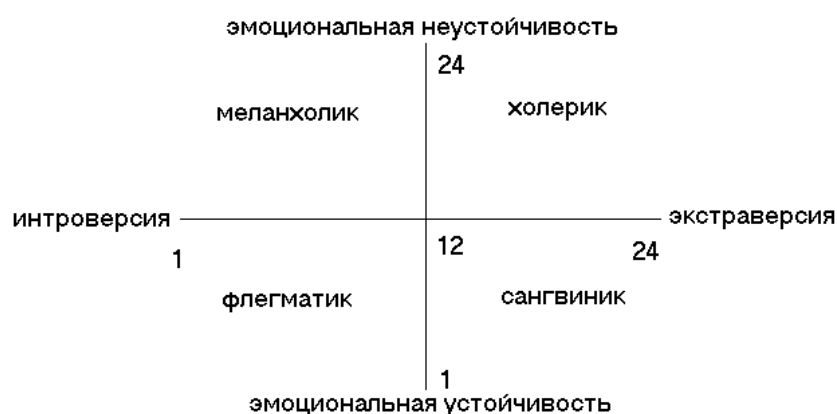 эмоциональная неустойчивость
24
меланхолик
холерик
интроверсия
экстраверсия
1
12
24
флегматик
сангвиник
1
эмоциональная устойчивость